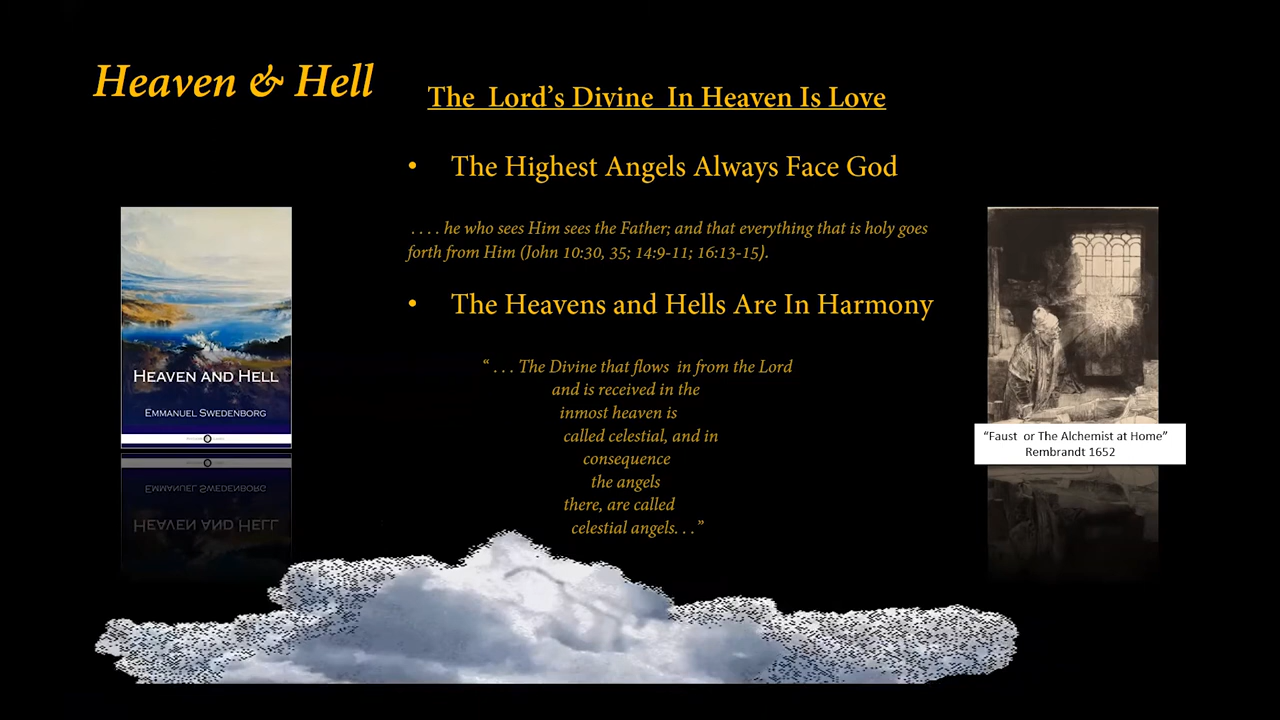 Heaven & Hell
The Lord’s Divine In Heaven Is Love
• The Highest Angels Always Face God
. . . . he who sees Him sees the Father; and that everything that is holy goes
forth from Him (John 10:30, 35; 14:9-11; 16:13-15).
• The Heavens and Hells Are In Harmony
“ . . . The Divine that flows in from the Lord
and is received in the
inmost heaven is
called celestial, and in
consequence
the angels
there, are called
celestial angels. . .”
HEAVEN AND HELL
EMMANUEL SWEDENBORG
“Faust or The Alchemist at Home”
Rembrandt 1652